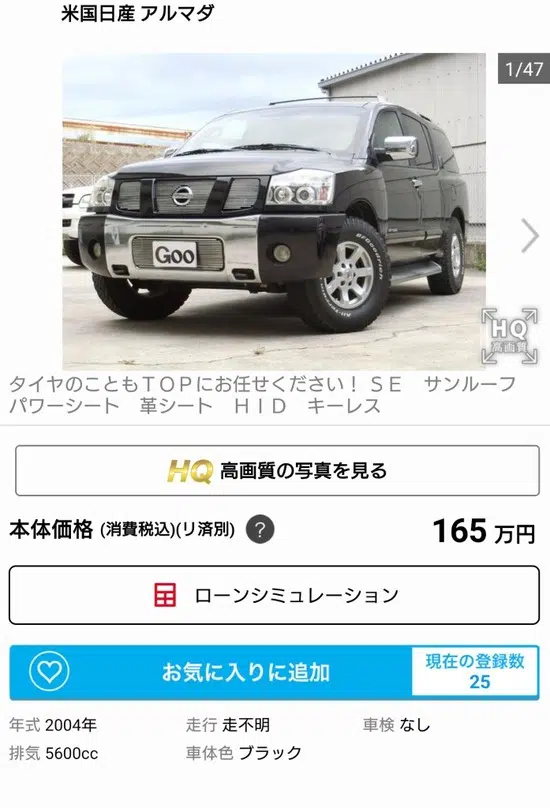 米国日産 アルマダ
1/47
Goo
HQ
高画質
タイヤのこともＴＯＰにお任せください！ ＳＥ　サンルーフ
パワーシート　革シート　ＨＩＤ　キーレス
HQ 高画質の写真を見る
本体価格 (消費税込)(リ済別) ? 165 万円
ローンシミュレーション
お気に入りに追加
現在の登録数
25
年式 2004年 走行 走不明 車検 なし
排気 5600cc 車体色 ブラック